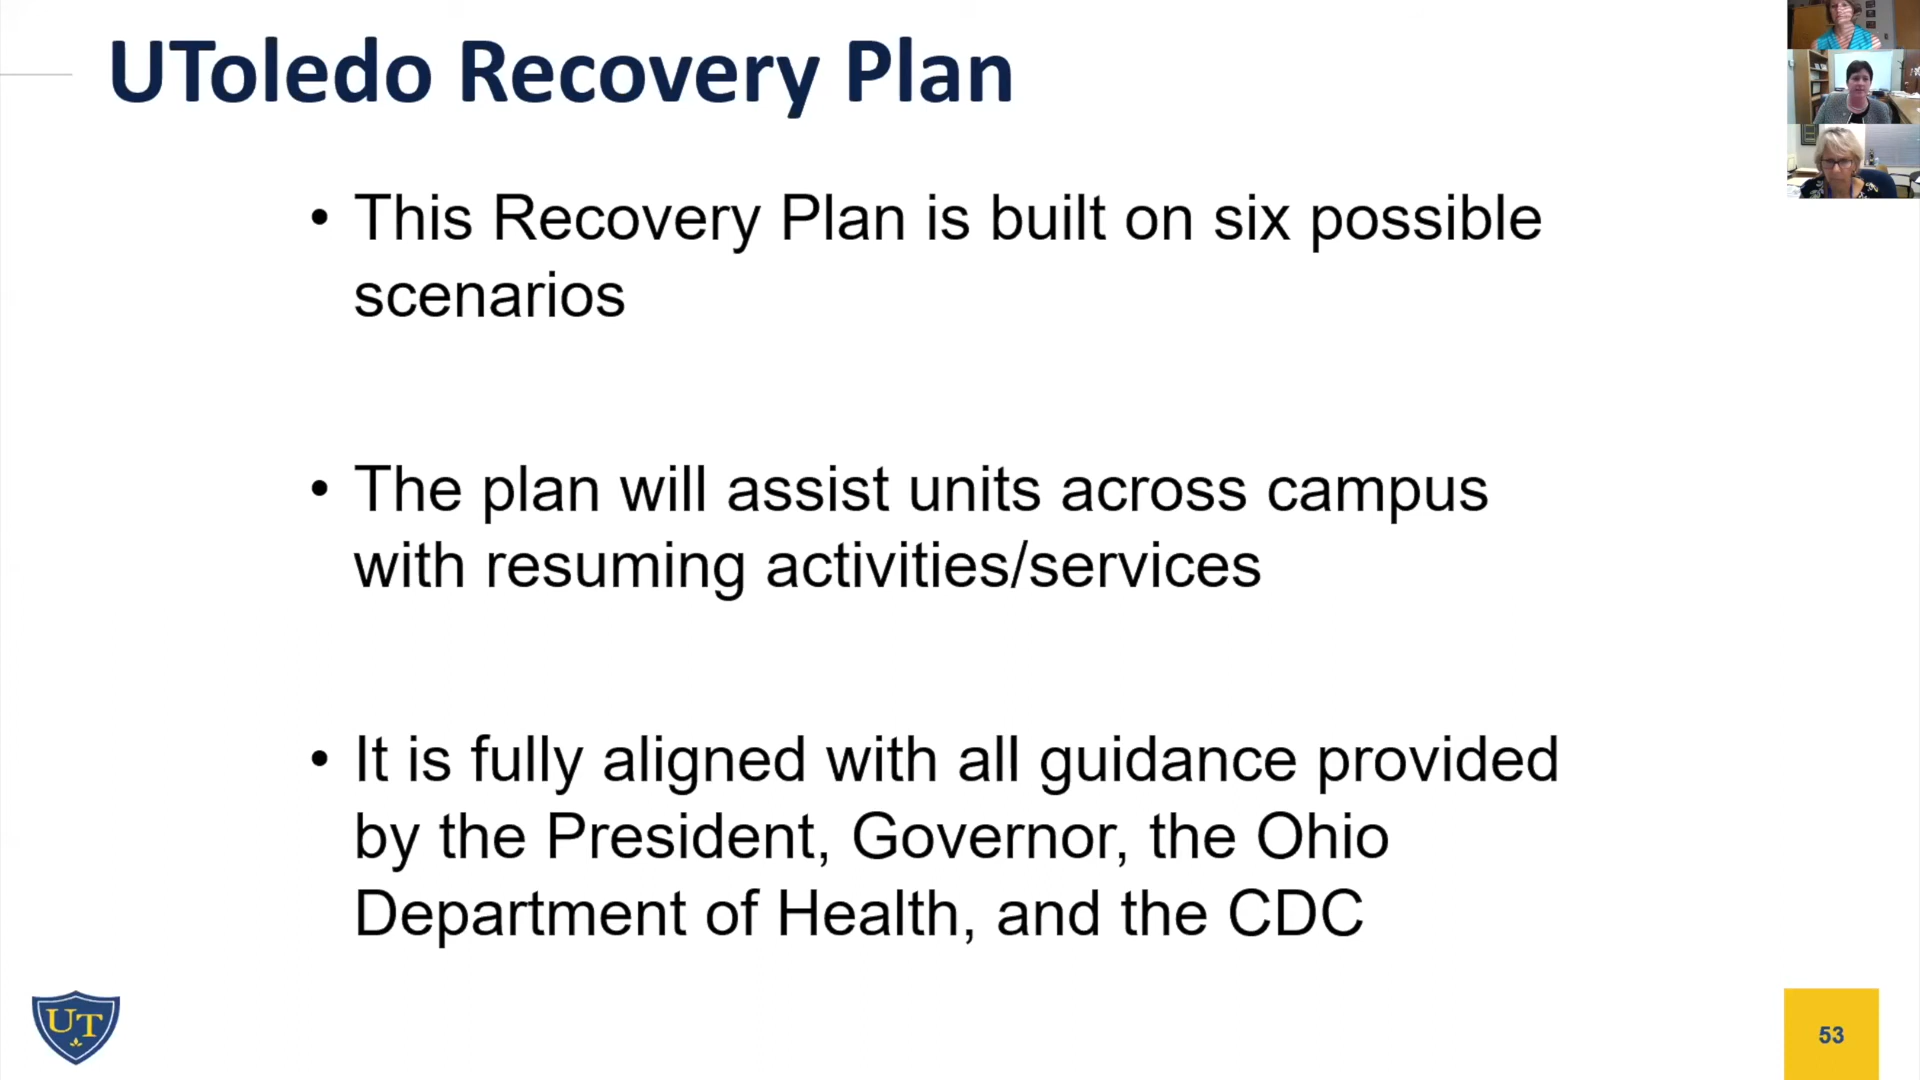 UToledo Recovery Plan
• This Recovery Plan is built on six possible
scenarios
• The plan will assist units across campus
with resuming activities/services
• It is fully aligned with all guidance provided
by the President, Governor, the Ohio
Department of Health, and the CDC
UT
53